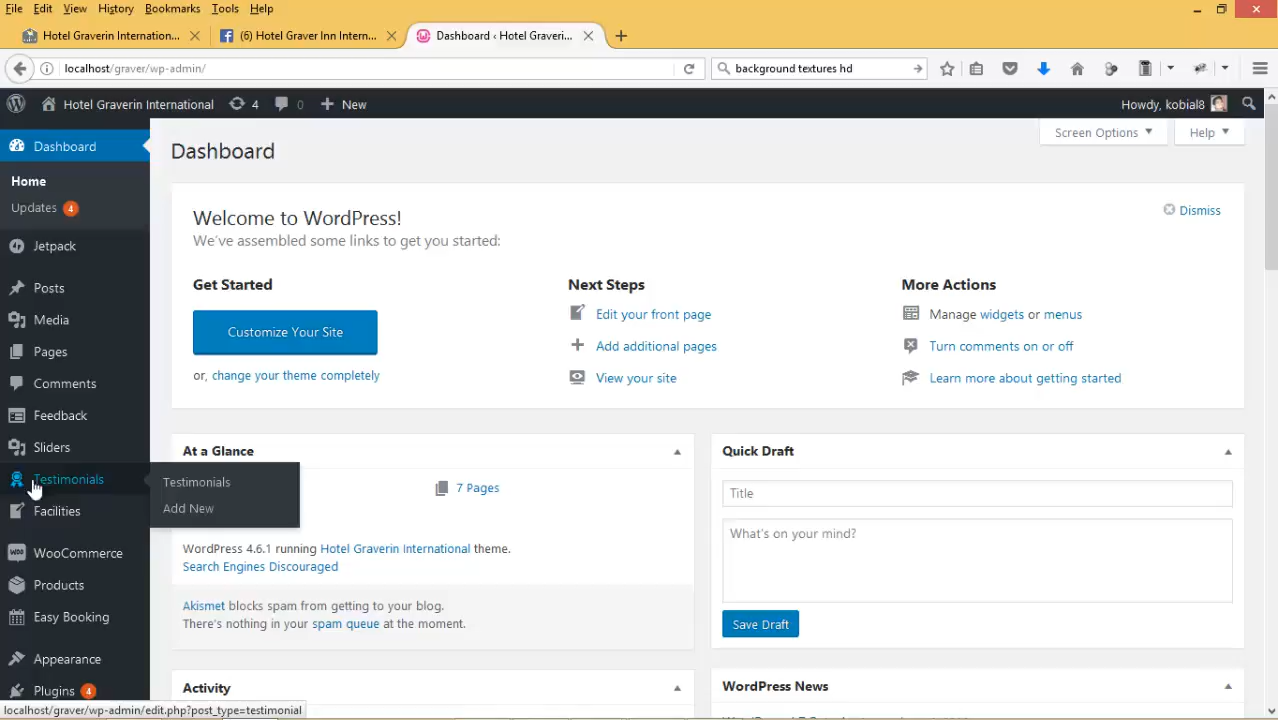 File Edit View History Bookmarks Tools Help
Hotel Graverin Internation...
(6) Hotel Graver Inn Intern...
Dashboard ‹ Hotel Graveri...
localhost/graver/wp-admin/
background textures hd
Hotel Graverin International
4
0
New
Howdy, kobial8
Screen Options
Help
Dashboard
Home
Updates 4
Jetpack
Posts
Media
Pages
Comments
Feedback
Sliders
Testimonials
Facilities
WooCommerce
Products
Easy Booking
Appearance
Plugins 4
Testimonials
Add New
Dashboard
Welcome to WordPress!
We've assembled some links to get you started:
Dismiss
Get Started
Customize Your Site
or, change your theme completely
Next Steps
Edit your front page
Add additional pages
View your site
More Actions
Manage widgets or menus
Turn comments on or off
Learn more about getting started
At a Glance
7 Pages
WordPress 4.6.1 running Hotel Graverin International theme.
Search Engines Discouraged
Akismet blocks spam from getting to your blog.
There's nothing in your spam queue at the moment.
Activity
Quick Draft
Title
What's on your mind?
Save Draft
WordPress News
localhost/graver/wp-admin/edit.php?post_type=testimonial